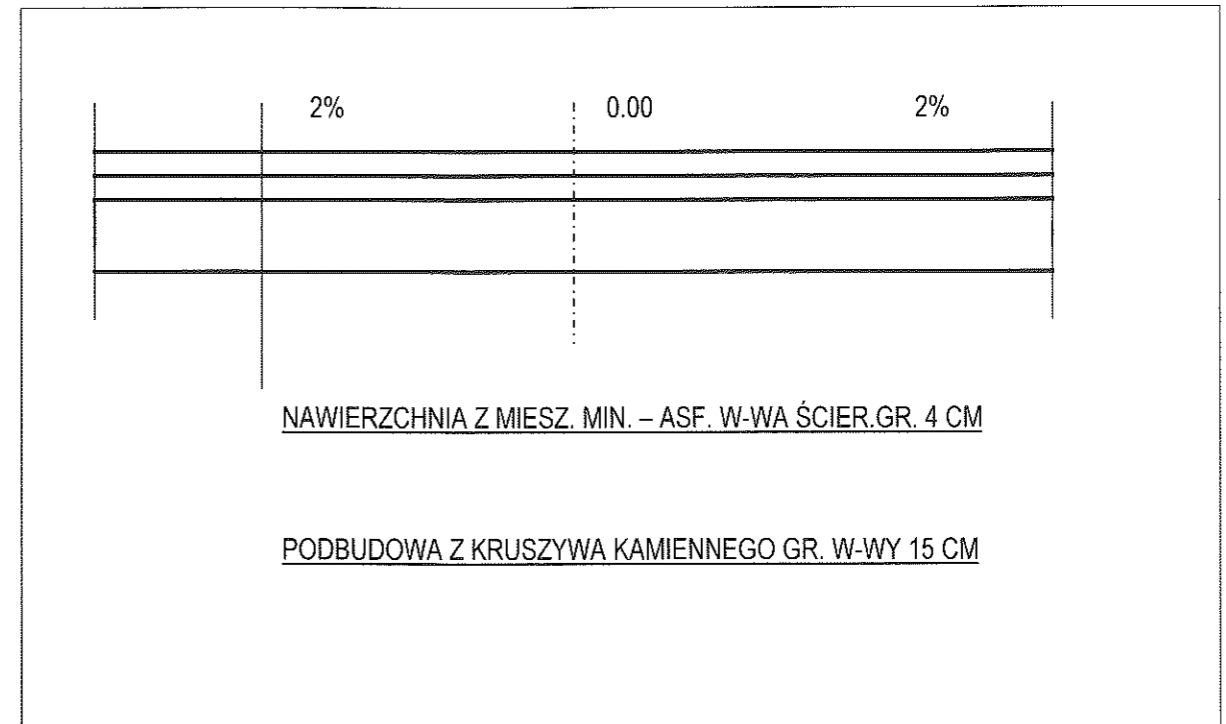 2% 0.00 2%
NAWIERZCHNIA Z MIESZ. MIN. – ASF. W-WA ŚCIER.GR. 4 CM
PODBUDOWA Z KRUSZYWA KAMIENNEGO GR. W-WY 15 CM